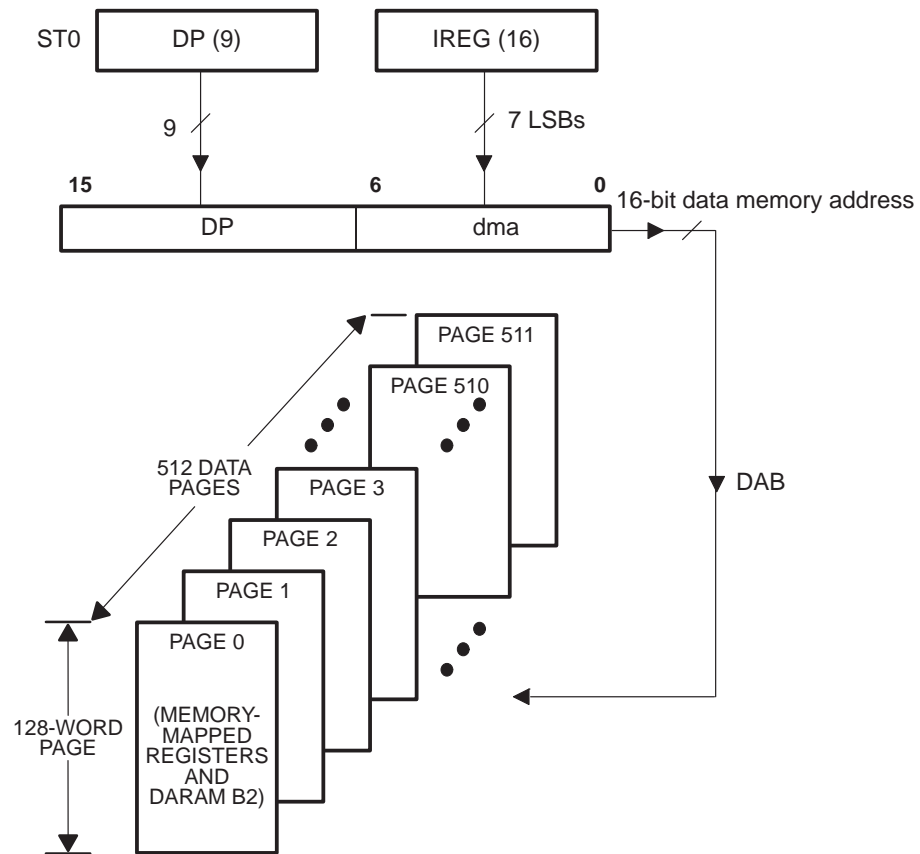 ST0
DP (9)
IREG (16)
9
7 LSBs
15
6
0
16-bit data memory address
DP
dma
PAGE 511
PAGE 510
512 DATA
PAGES
PAGE 3
DAB
PAGE 2
PAGE 1
PAGE 0
128-WORD
PAGE
(MEMORY-
MAPPED
REGISTERS
AND
DARAM B2)